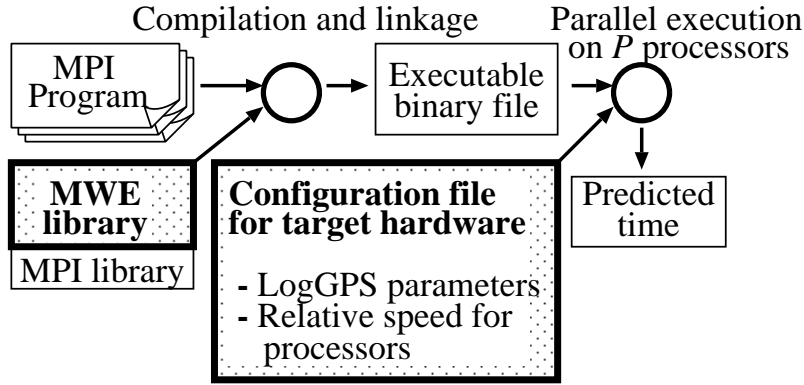 Compilation and linkage
Parallel execution
on P processors
MPI
Program
Executable
binary file
MWE
library
MPI library
Configuration file
for target hardware
- LogGPS parameters
- Relative speed for
processors
Predicted
time